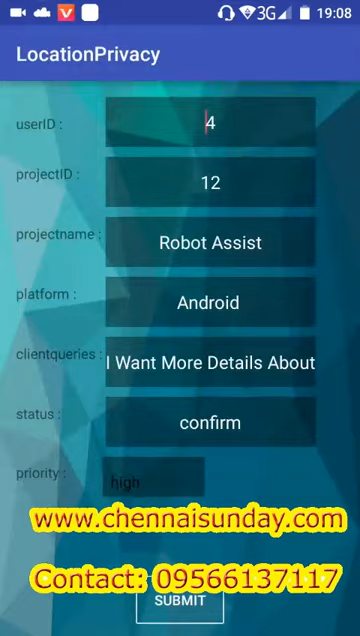 3G 19:08
LocationPrivacy
userID : 4
projectID : 12
projectname : Robot Assist
platform : Android
clientqueries : I Want More Details About
status : confirm
priority : high
www.chennaisunday.com
Contact: 09566137117
SUBMIT